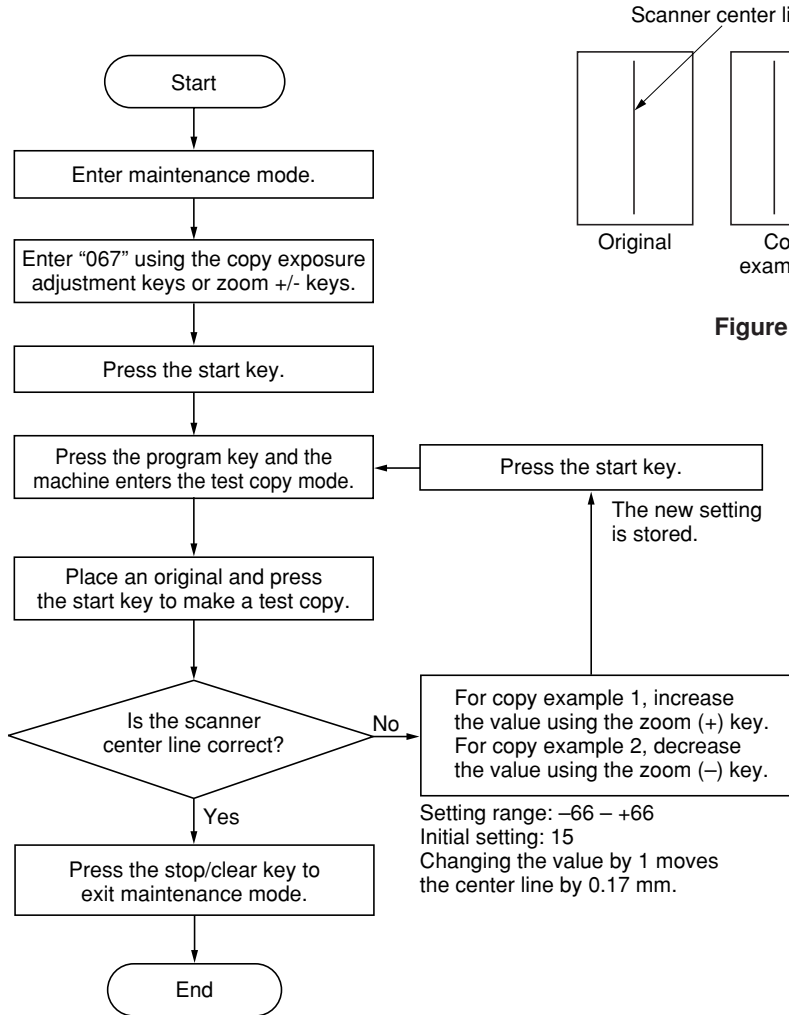 Scanner center
Start
Enter maintenance mode.
Original
Enter “067” using the copy exposure
adjustment keys or zoom +/- keys.
Figure
Press the start key.
Press the program key and the
machine enters the test copy mode.
Press the start key.
The new setting
is stored.
Place an original and press
the start key to make a test copy.
Is the scanner
center line correct?
No
For copy example 1, increase
the value using the zoom (+) key.
For copy example 2, decrease
the value using the zoom (–) key.
Yes
Setting range: –66 – +66
Initial setting: 15
Changing the value by 1 moves
the center line by 0.17 mm.
Press the stop/clear key to
exit maintenance mode.
End